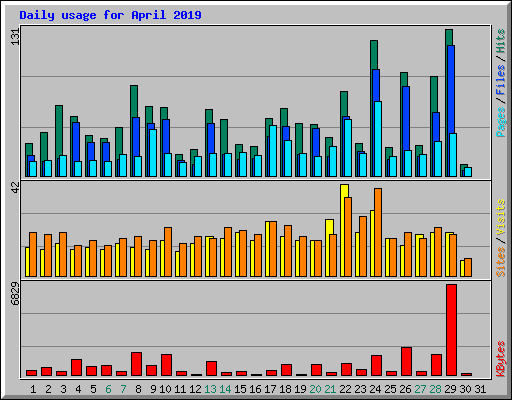 Daily usage for April 2019
131
Pages / Files / Hits
42
Sites / Visits
6829
KBytes
1 2 3 4 5 6 7 8 9 10 11 12 13 14 15 16 17 18 19 20 21 22 23 24 25 26 27 28 29 30 31